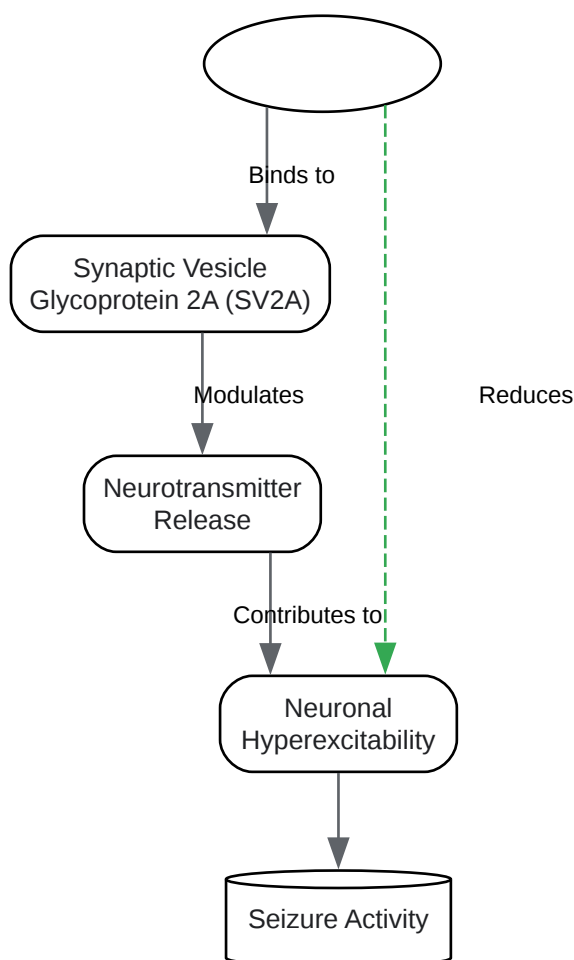 Binds to
Synaptic Vesicle
Glycoprotein 2A (SV2A)
Modulates
Reduces
Neurotransmitter
Release
Contributes to
Neuronal
Hyperexcitability
Seizure Activity